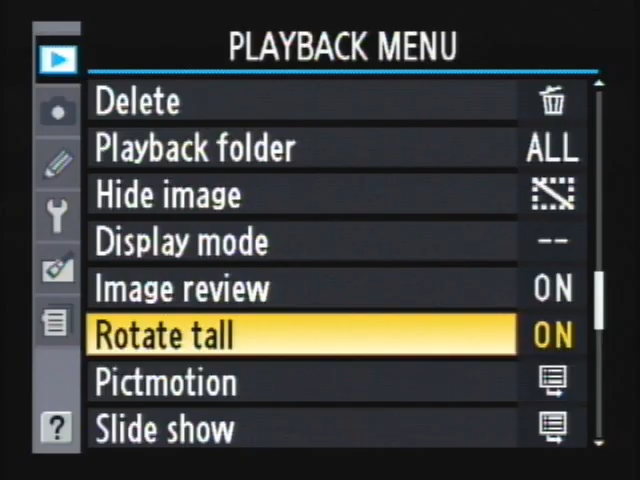 PLAYBACK MENU
Delete
Playback folder ALL
Hide image
Display mode --
Image review ON
Rotate tall ON
Pictmotion
Slide show
?